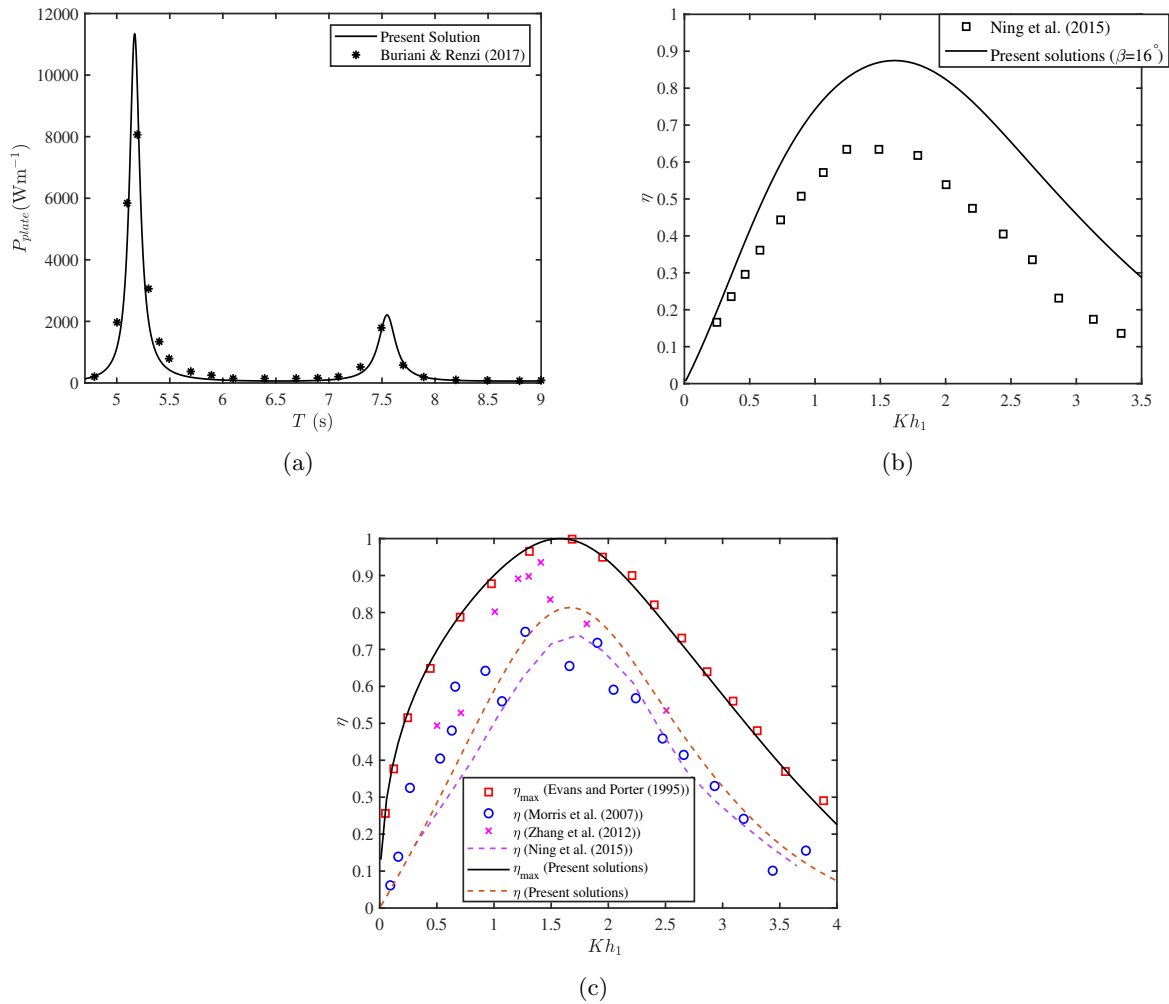 12000
10000
8000
6000
4000
2000
0
P_{plate}(Wm^{-1})
Present Solution
Buriani & Renzi (2017)
5 5.5 6 6.5 7 7.5 8 8.5 9
T (s)
(a)
1
0.9
0.8
0.7
0.6
0.5
0.4
0.3
0.2
0.1
0
η
Ning et al. (2015)
Present solutions (β=16°)
0 0.5 1 1.5 2 2.5 3 3.5
Kh_1
(b)
1
0.9
0.8
0.7
0.6
0.5
0.4
0.3
0.2
0.1
0
η
η_max (Evans and Porter (1995))
η (Morris et al. (2007))
η (Zhang et al. (2012))
η (Ning et al. (2015))
η_max (Present solutions)
η (Present solutions)
0 0.5 1 1.5 2 2.5 3 3.5 4
Kh_1
(c)